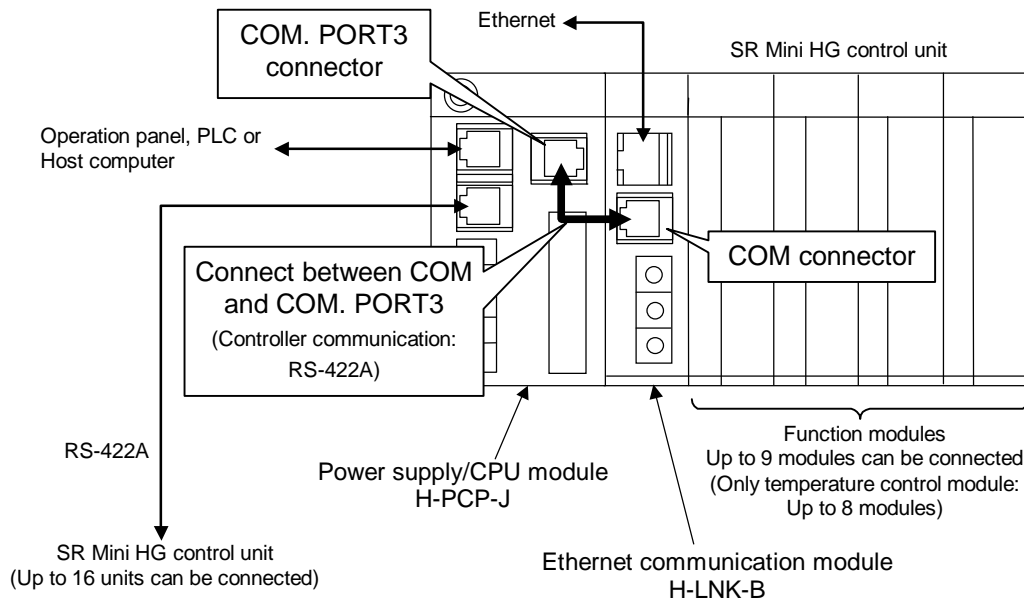 Ethernet
COM. PORT3
connector
SR Mini HG control unit
Operation panel, PLC or
Host computer
Connect between COM
and COM. PORT3
(Controller communication:
RS-422A)
COM connector
RS-422A
Power supply/CPU module
H-PCP-J
Function modules
Up to 9 modules can be connected
(Only temperature control module:
Up to 8 modules)
SR Mini HG control unit
(Up to 16 units can be connected)
Ethernet communication module
H-LNK-B